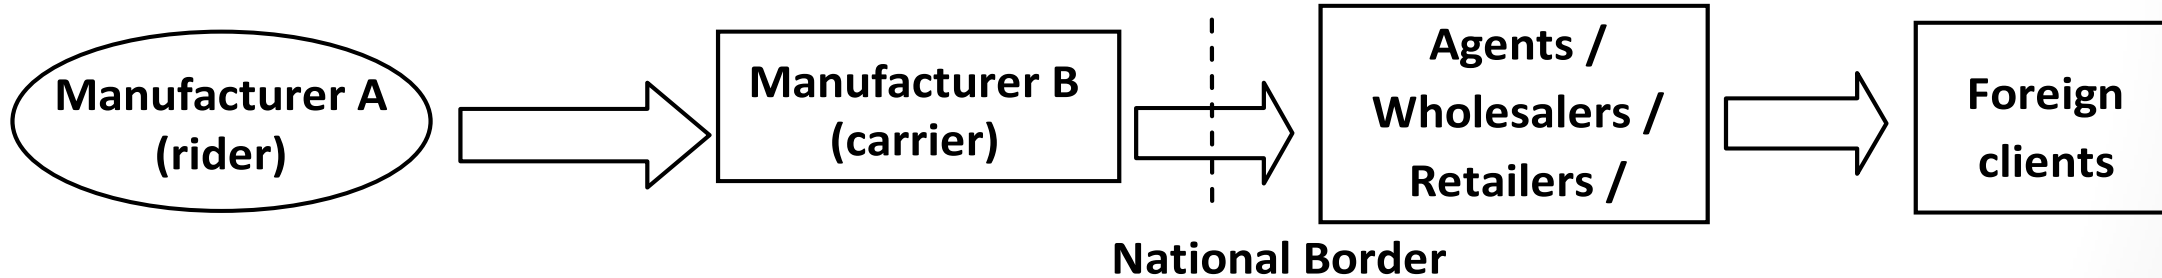 Manufacturer A
(rider)
Manufacturer B
(carrier)
Agents /
Wholesalers /
Retailers /
Foreign
clients
National Border